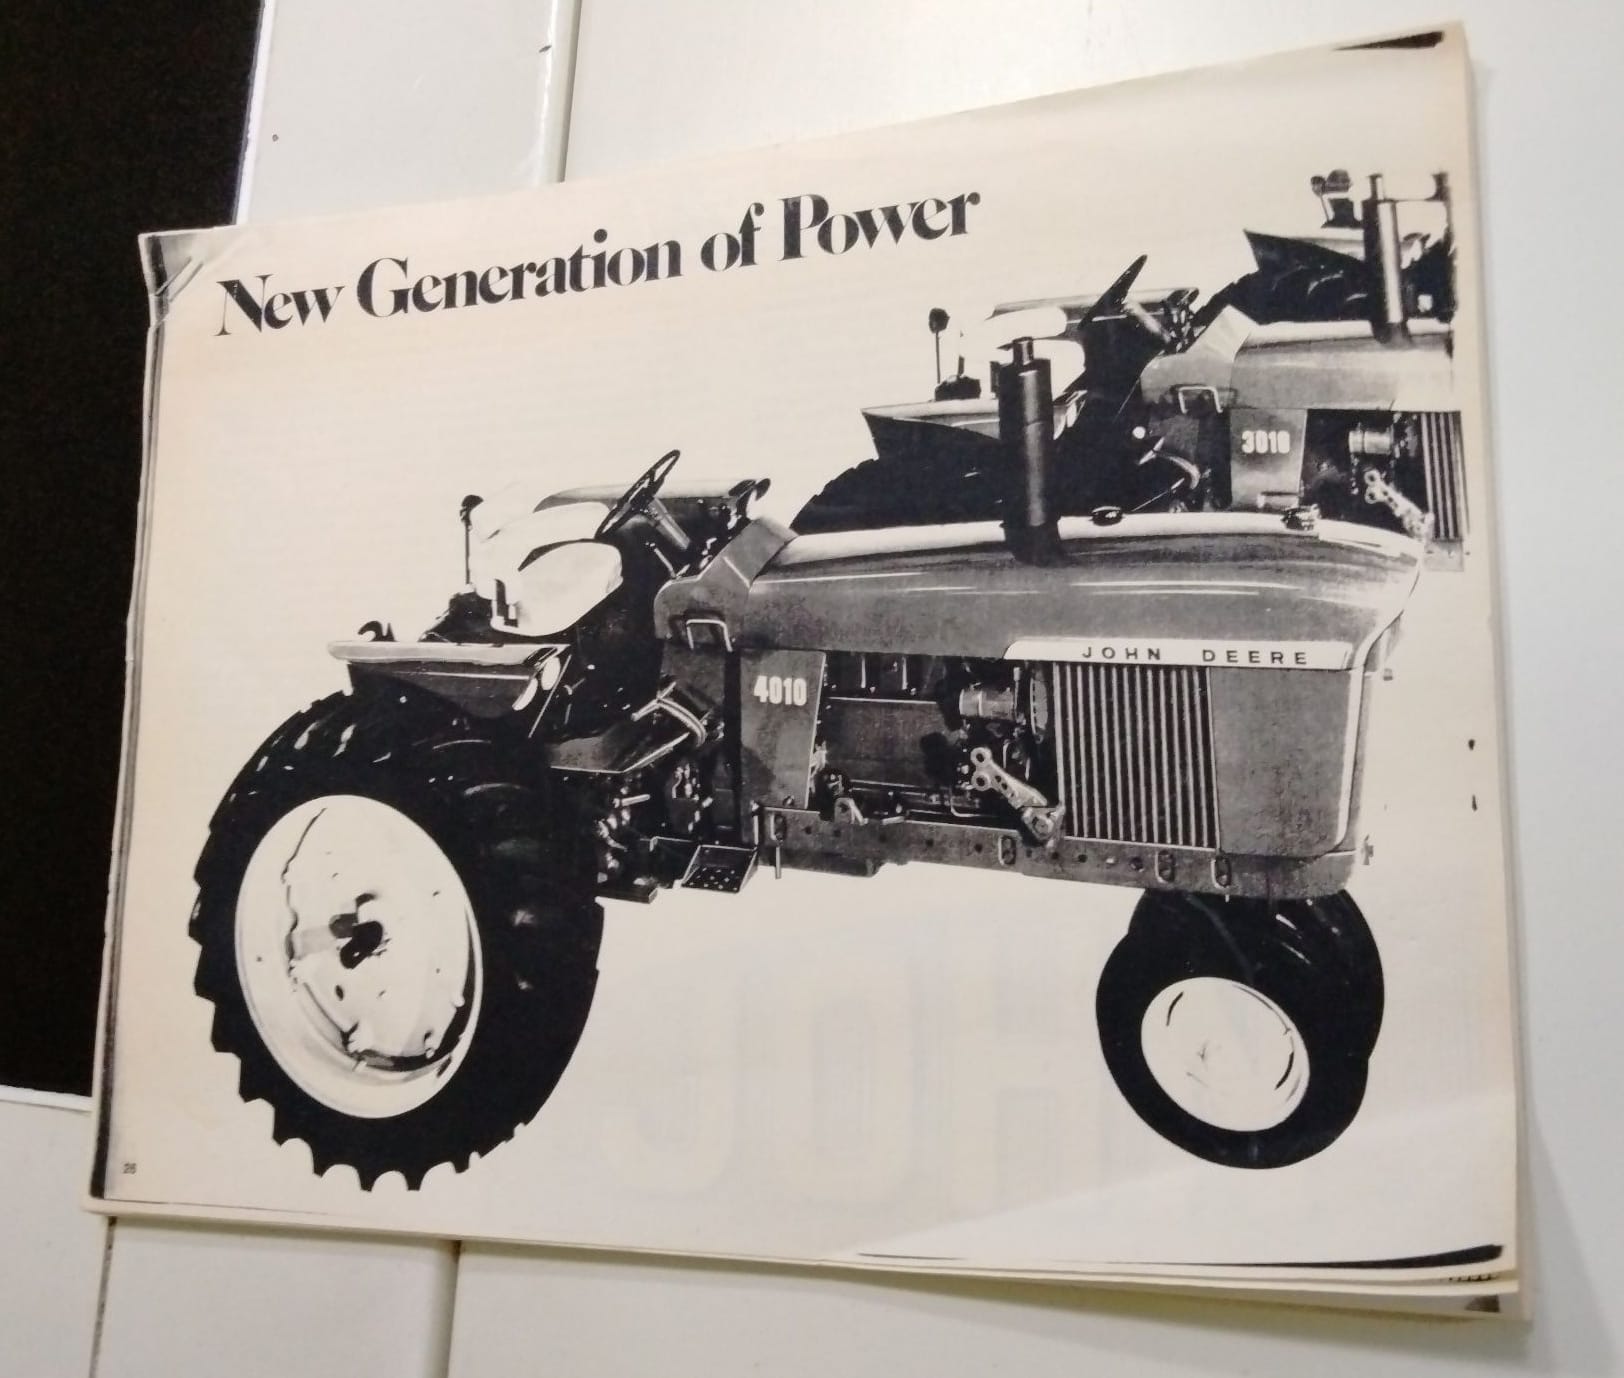 New Generation of Power
3010
JOHN DEERE
4010
26